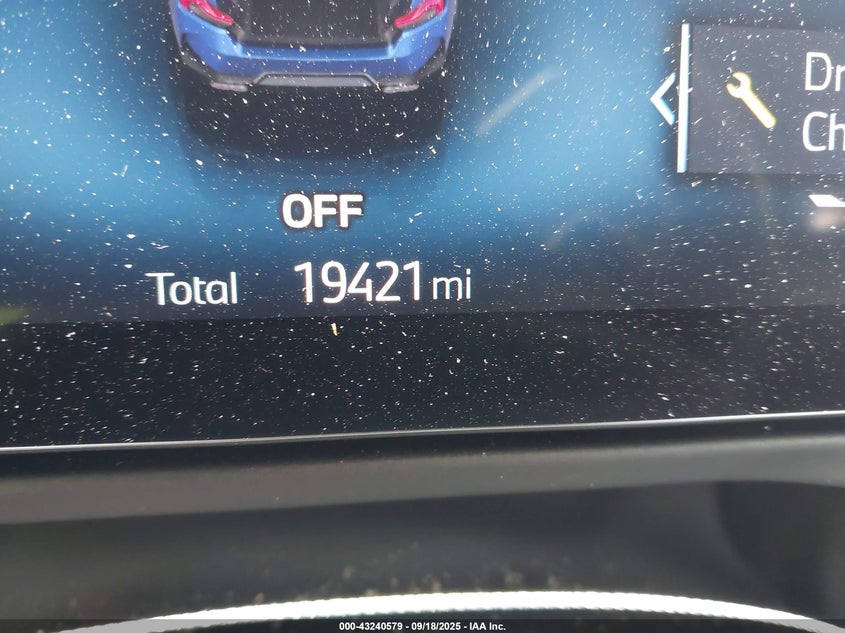 Dr
Ch
OFF
Total 19421 mi
000-43240579 - 09/18/2025 - IAA Inc.